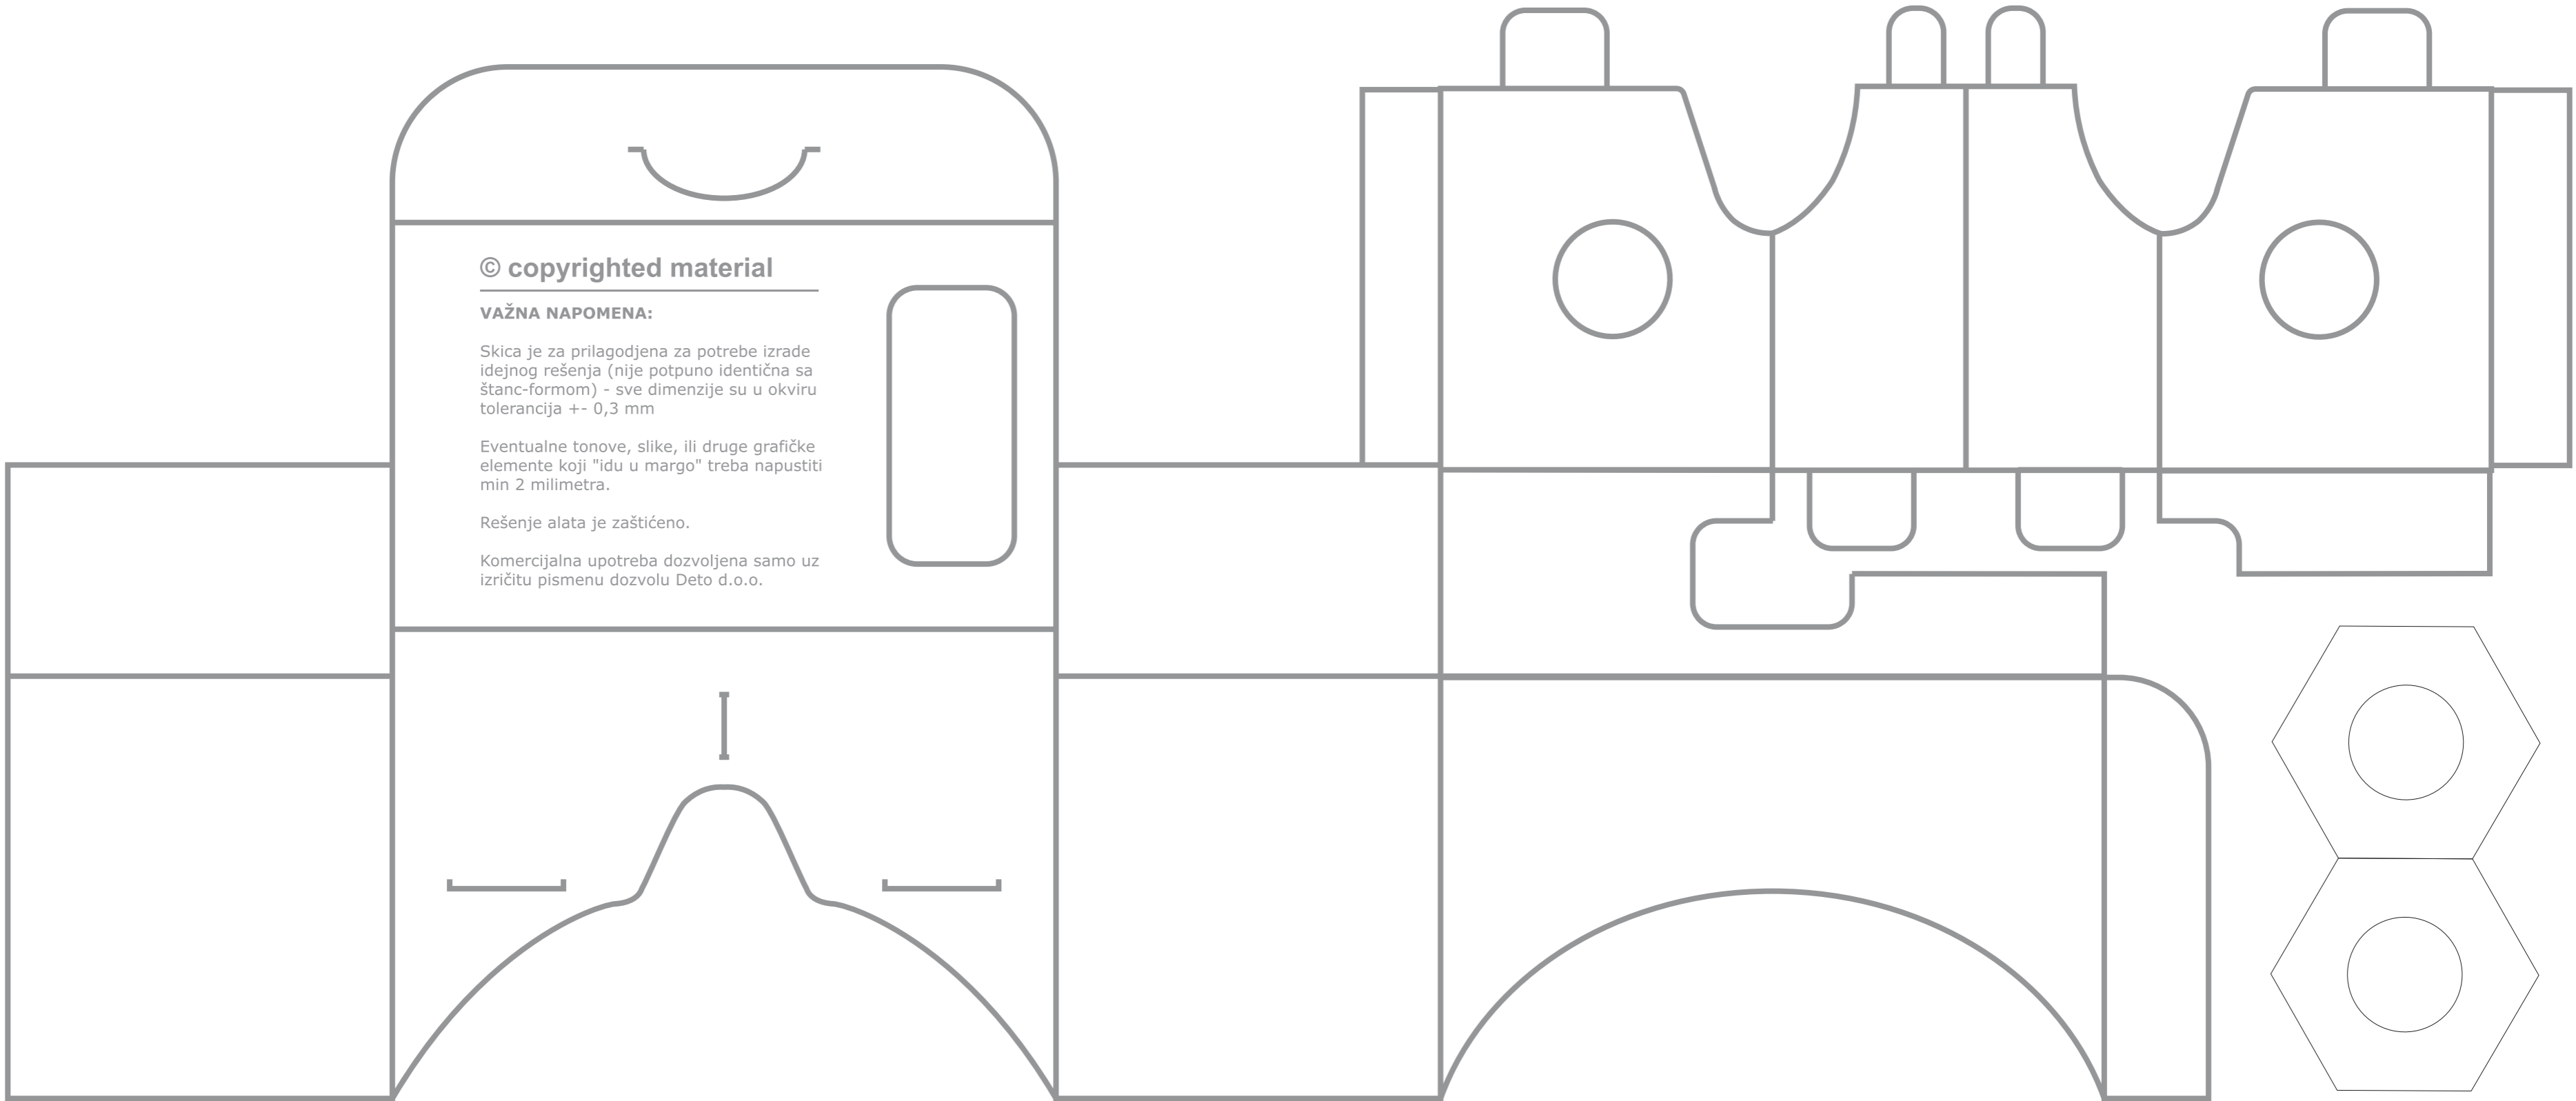 © copyrighted material
VAŽNA NAPOMENA:
Skica je za prilagodjena za potrebe izrade
idejnog rešenja (nije potpuno identična sa
štanc-formom) - sve dimenzije su u okviru
tolerancija +- 0,3 mm
Eventualne tonove, slike, ili druge grafičke
elemente koji "idu u margo" treba napustiti
min 2 milimetra.
Rešenje alata je zaštićeno.
Komercijalna upotreba dozvoljena samo uz
izričitu pismenu dozvolu Deto d.o.o.